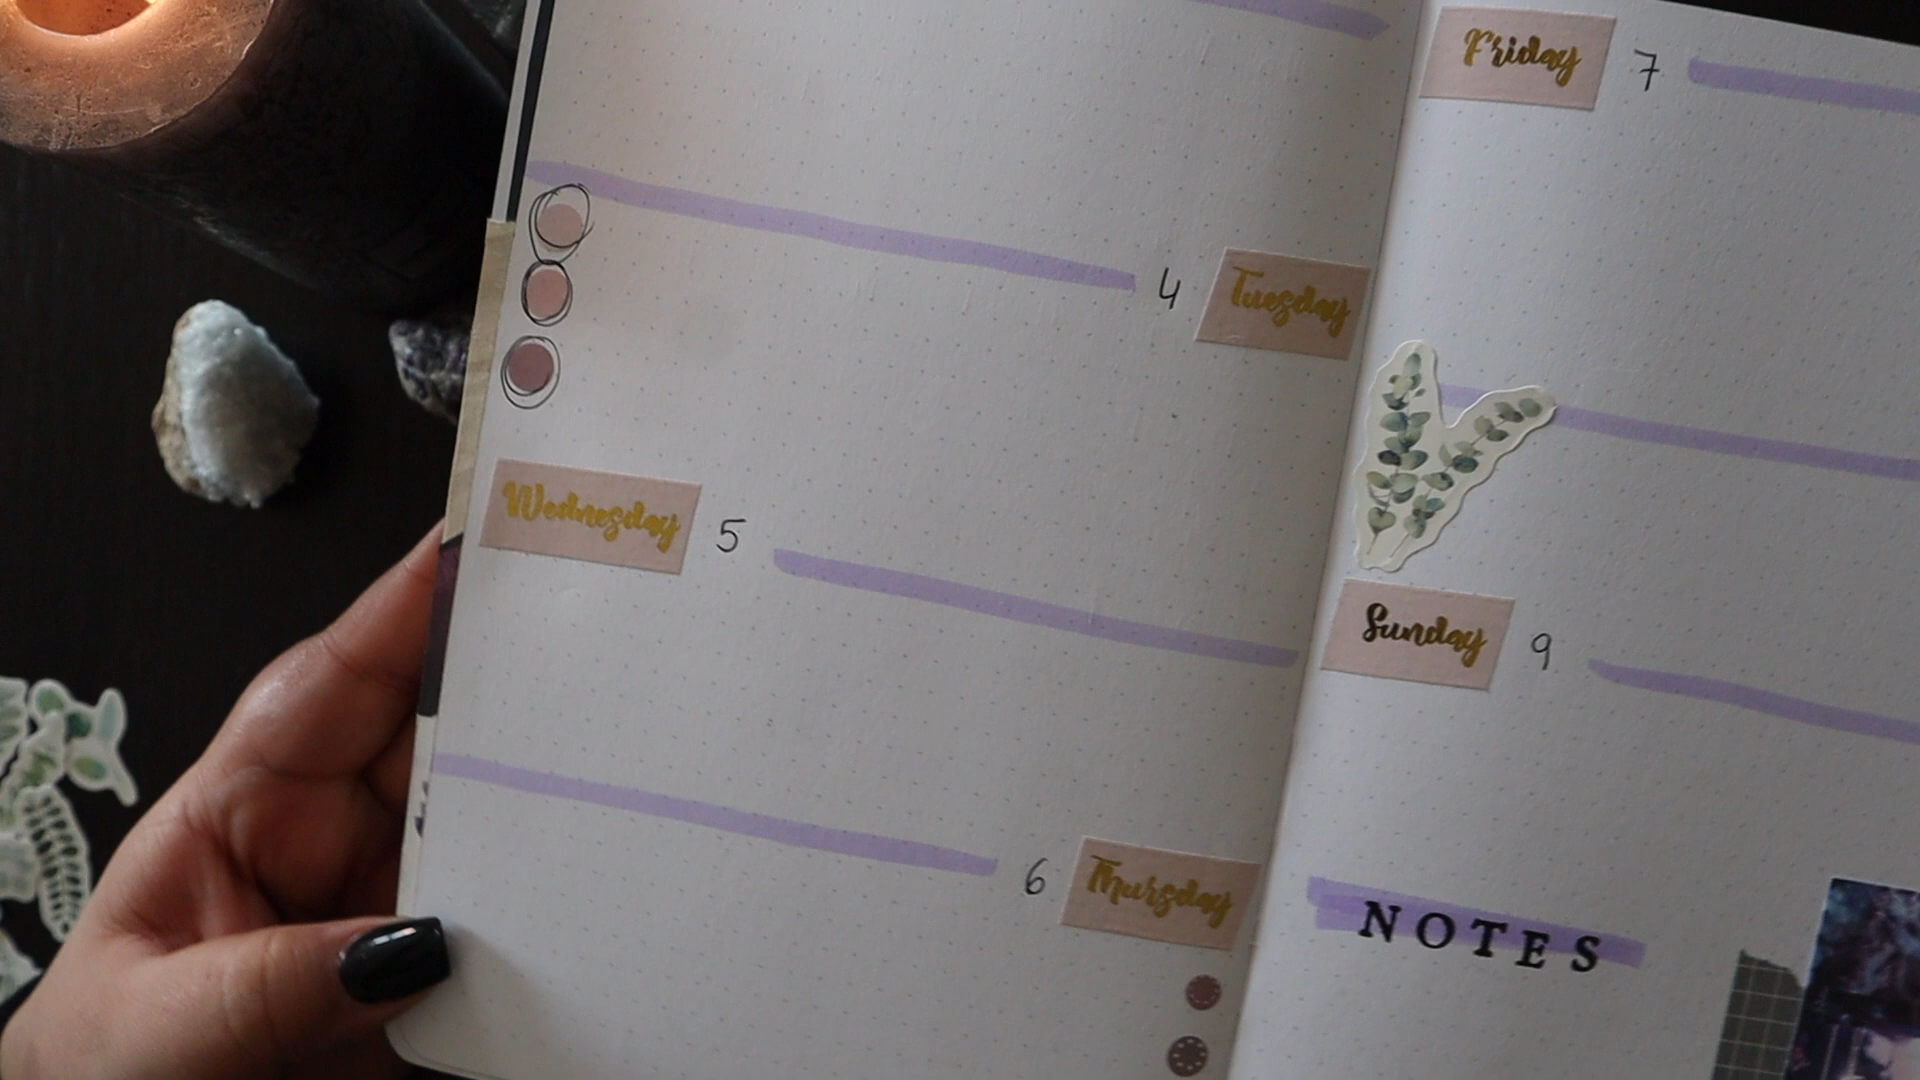 4 Tuesday
Wednesday 5
6 Thursday
Friday 7
Sunday 9
NOTES